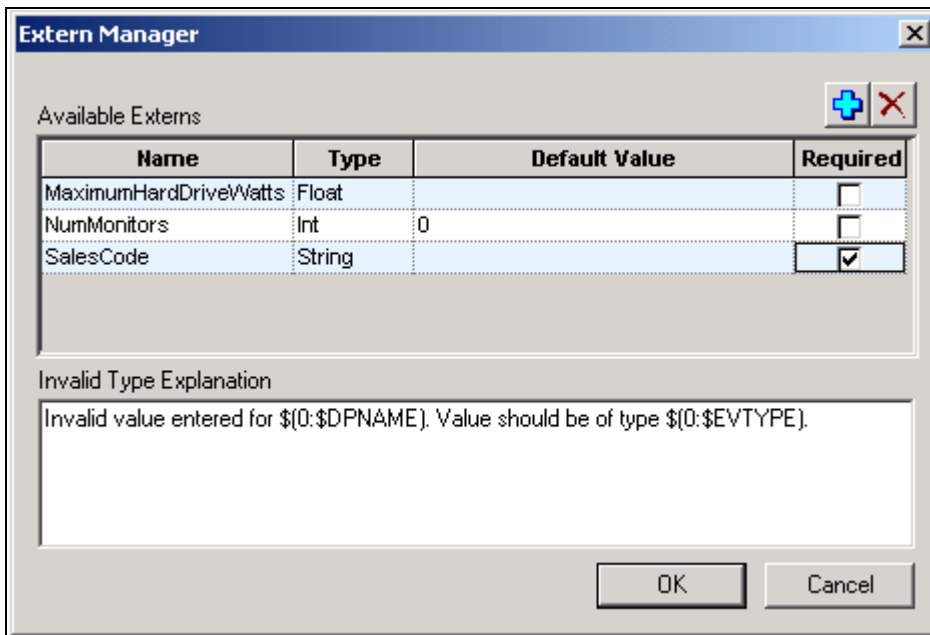 Extern Manager
Available Externs
Name Type Default Value Required
MaximumHardDriveWatts Float
NumMonitors Int 0
SalesCode String
Invalid Type Explanation
Invalid value entered for $(0:$DPNAME). Value should be of type $(0:$EVTYPE).
OK Cancel